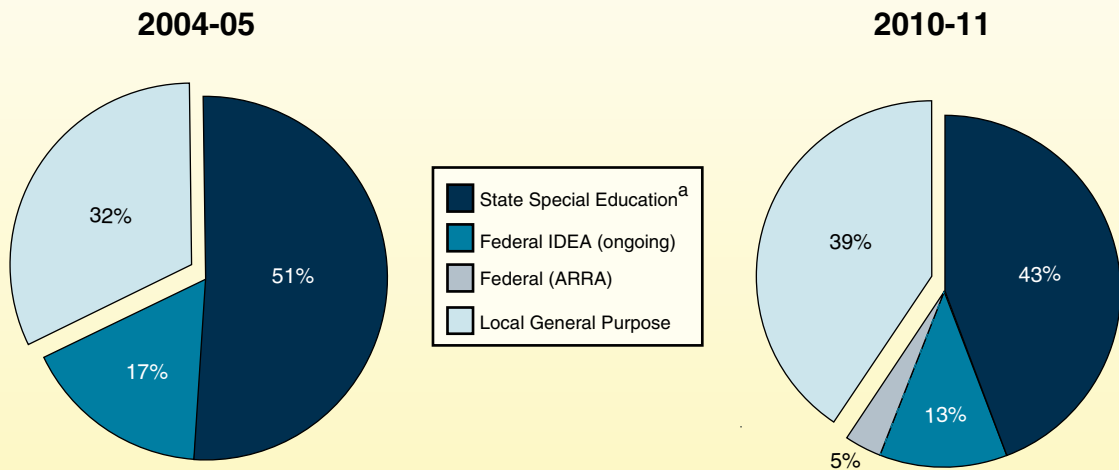 2004-05
32%
51%
17%
State Special Educationa
Federal IDEA (ongoing)
Federal (ARRA)
Local General Purpose
2010-11
39%
43%
13%
5%